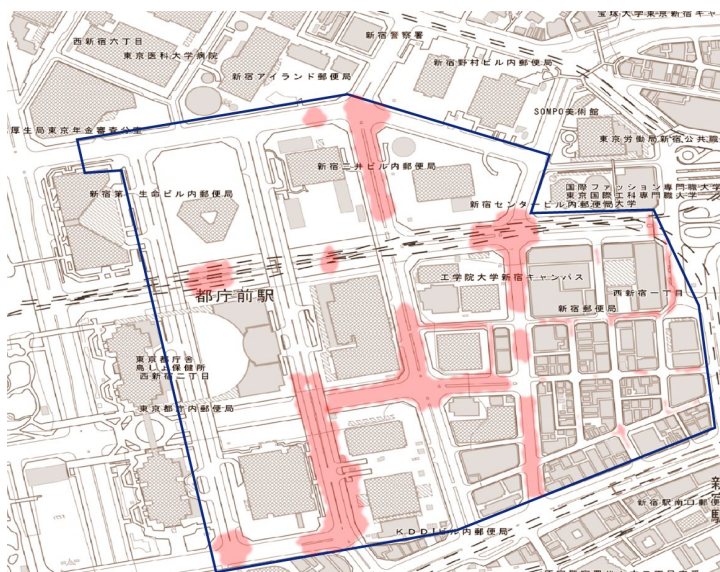 宝塚大学東京新宿キャ
新宿警察署
西新宿六丁目
東京医科大学病院
新宿野村ビル内郵便局
新宿アイランド郵便局
SONPO美術館
厚生局東京年金審査分室
東京労働局新宿公共職
新宿三井ビル内郵便局
国際ファッション専門職大学
東京国際工科専門職大学
新宿第一生命ビル内郵便局
新宿センタービル内郵便局
大学
工学院大学新宿キャンパス
都庁前駅
西新宿一丁目
新宿郵便局
東京都庁舎
西新宿二丁目
東京都庁内郵便局
新宿駅南口郵便
KDDIビル内郵便局